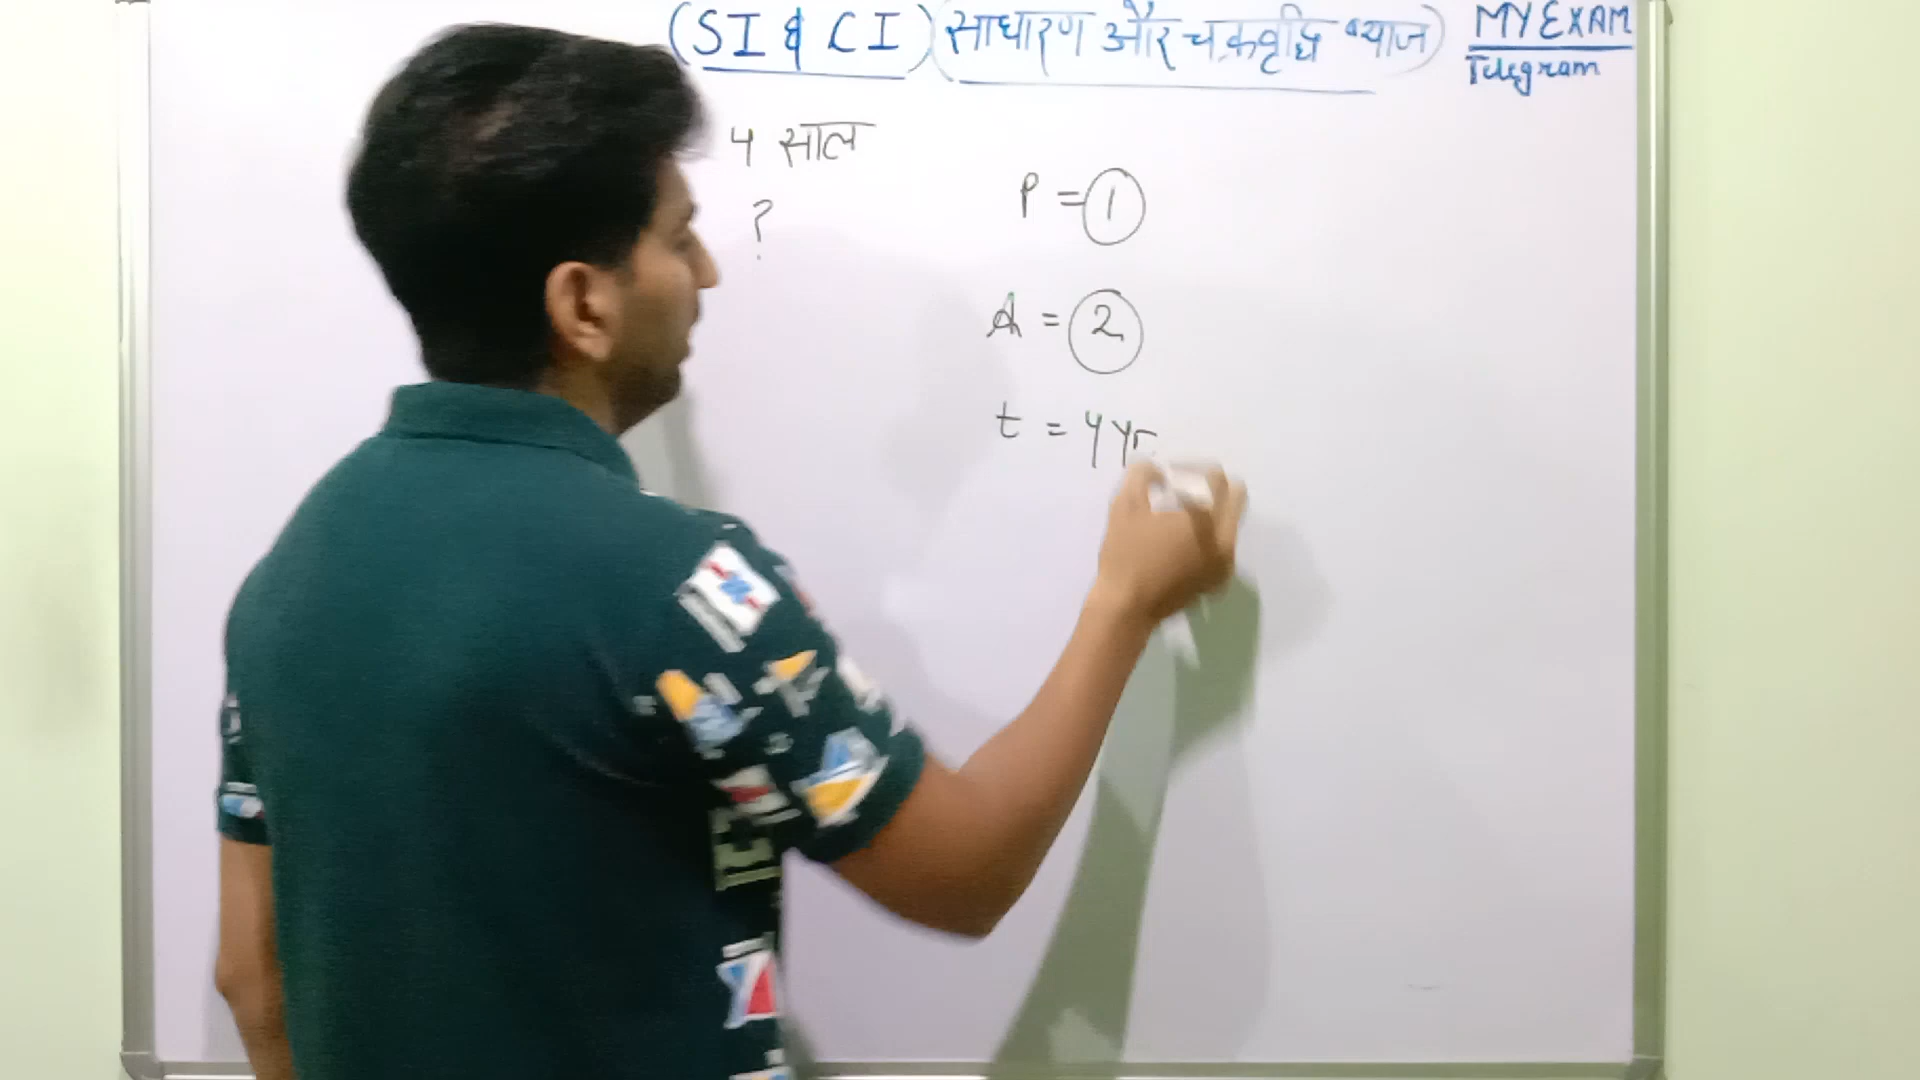 (SI & CI) (साधारण और चक्रवृद्धि ब्याज) MY EXAM
Telegram
4 साल
?
P = 1
A = 2
t = 4 yr